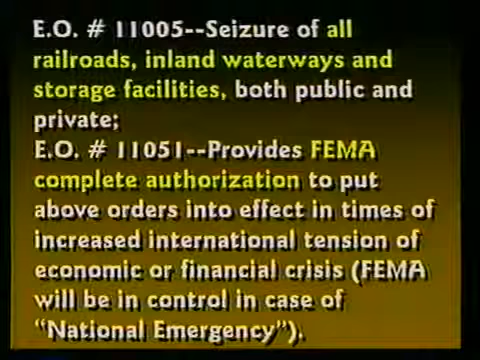 E.O. # 11005--Seizure of all
railroads, inland waterways and
storage facilities, both public and
private;
E.O. # 11051--Provides FEMA
complete authorization to put
above orders into effect in times of
increased international tension of
economic or financial crisis (FEMA
will be in control in case of
“National Emergency”).